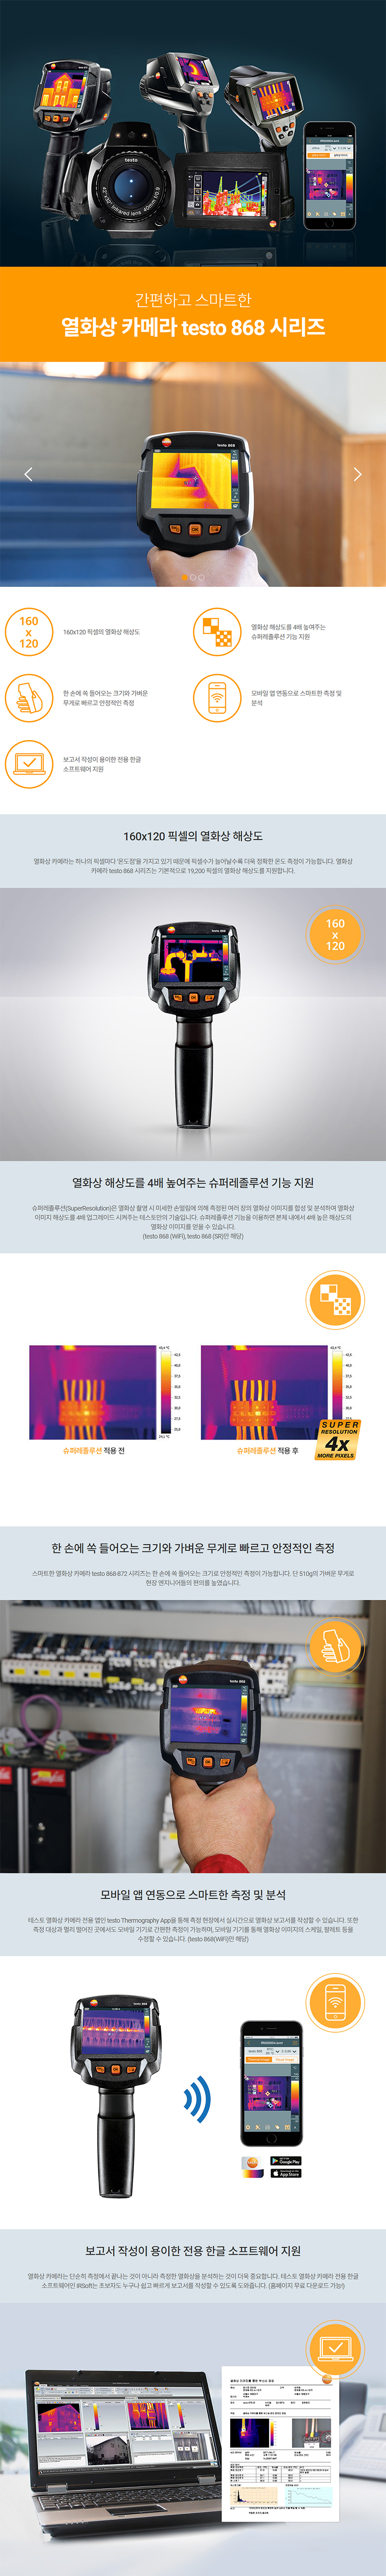 testo
간편하고 스마트한
열화상 카메라 testo 868 시리즈
testo 868
OK
160
x
120
160x120 픽셀의 열화상 해상도
열화상 해상도를 4배 높여주는
슈퍼레졸루션 기능 지원
한 손에 쏙 들어오는 크기와 가벼운
무게로 빠르고 안정적인 측정
모바일 앱 연동으로 스마트한 측정 및
분석
보고서 작성이 용이한 전용 한글
소프트웨어 지원
160x120 픽셀의 열화상 해상도
열화상 카메라는 하나의 픽셀마다 '온도값'을 가지고 있기 때문에 픽셀수가 늘어날수록 더욱 정확한 온도 측정이 가능합니다. 열화상
카메라 testo 868 시리즈는 기본적으로 19,200 픽셀의 열화상 해상도를 지원합니다.
160
x
120
OK
열화상 해상도를 4배 높여주는 슈퍼레졸루션 기능 지원
슈퍼레졸루션(SuperResolution)은 열화상 촬영 시 미세한 손떨림에 의해 측정된 여러 장의 열화상 이미지를 합성 및 분석하여 열화상
이미지 해상도를 4배 업그레이드 시켜주는 테스토만의 기술입니다. 슈퍼레졸루션 기능을 이용하면 본체 내에서 4배 높은 해상도의
열화상 이미지를 얻을 수 있습니다.
(testo 868 (WiFi), testo 868 (SR)만 해당)
슈퍼레졸루션 적용 전
슈퍼레졸루션 적용 후
SUPER
RESOLUTION
4x
MORE PIXELS
한 손에 쏙 들어오는 크기와 가벼운 무게로 빠르고 안정적인 측정
스마트한 열화상 카메라 testo 868-872 시리즈는 한 손에 쏙 들어오는 크기로 안정적인 측정이 가능합니다. 단 510g의 가벼운 무게로
현장 엔지니어들의 편의를 높였습니다.
testo 868
OK
모바일 앱 연동으로 스마트한 측정 및 분석
테스토 열화상 카메라 전용 앱인 testo Thermography App을 통해 측정 현장에서 실시간으로 열화상 보고서를 작성할 수 있습니다. 또한
측정 대상과 멀리 떨어진 곳에서도 모바일 기기로 간편한 측정이 가능하며, 모바일 기기를 통해 열화상 이미지의 스케일, 팔레트 등을
수정할 수 있습니다. (testo 868(WiFi)만 해당)
OK
Google Play
App Store
보고서 작성이 용이한 전용 한글 소프트웨어 지원
열화상 카메라는 단순히 측정에서 끝나는 것이 아니라 측정한 열화상을 분석하는 것이 더욱 중요합니다. 테스토 열화상 카메라 전용 한글
소프트웨어인 IRSoft는 초보자도 누구나 쉽고 빠르게 보고서를 작성할 수 있도록 도와줍니다. (홈페이지 무료 다운로드 가능!)